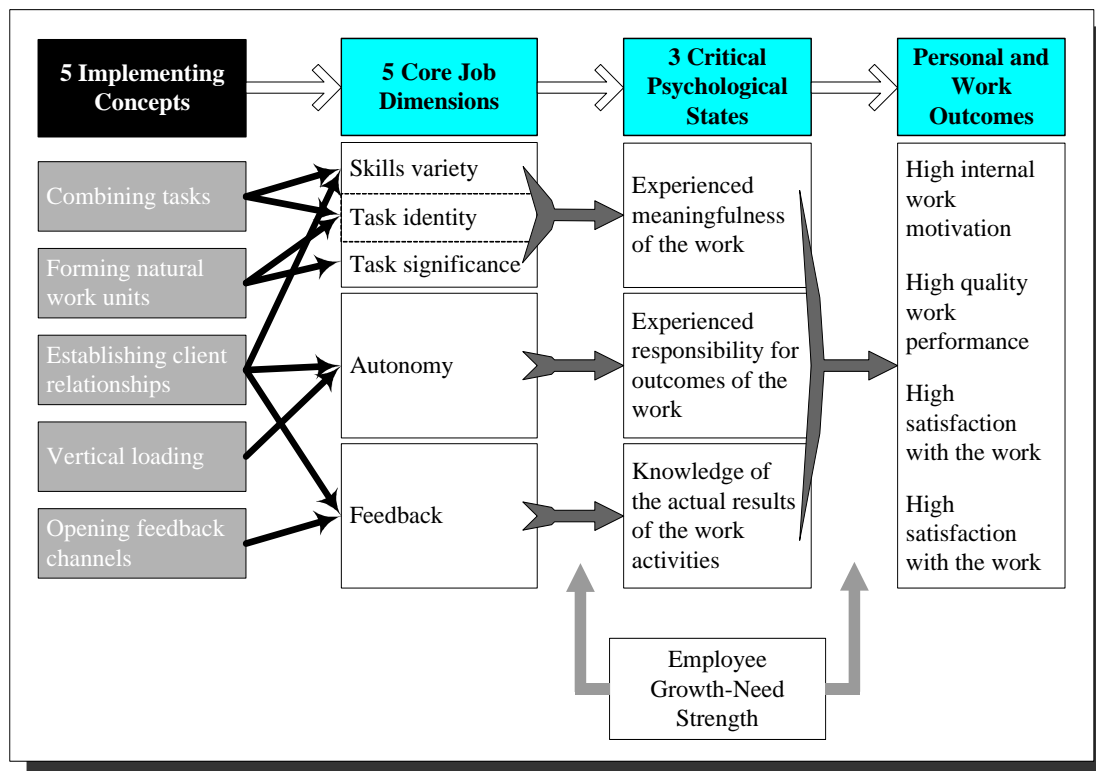 5 Implementing
Concepts
5 Core Job
Dimensions
3 Critical
Psychological
States
Personal and
Work
Outcomes
Combining tasks
Forming natural
work units
Establishing client
relationships
Vertical loading
Opening feedback
channels
Skills variety
Task identity
Task significance
Autonomy
Feedback
Experienced
meaningfulness
of the work
Experienced
responsibility for
outcomes of the
work
Knowledge of
the actual results
of the work
activities
High internal
work
motivation
High quality
work
performance
High
satisfaction
with the work
High
satisfaction
with the work
Employee
Growth-Need
Strength